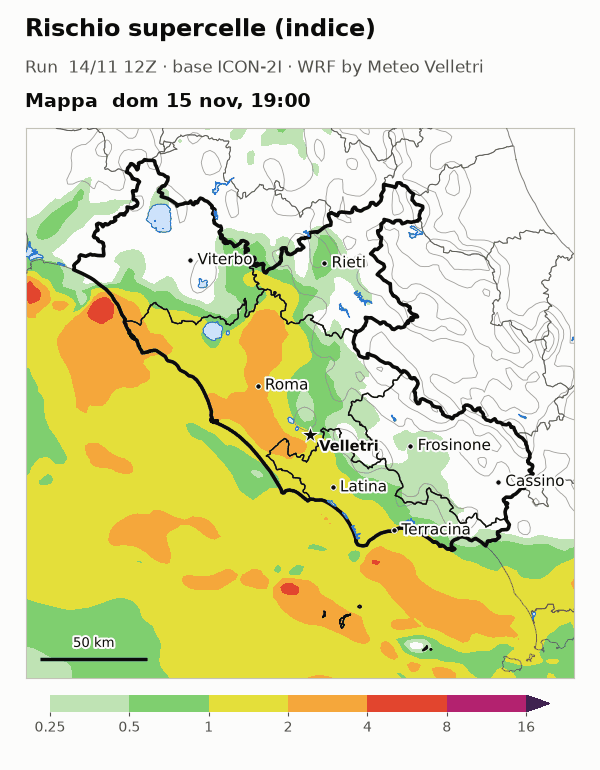 Rischio supercelle (indice)
Run 14/11 12Z · base ICON-2I · WRF by Meteo Velletri
Mappa dom 15 nov, 19:00
Viterbo
Rieti
Roma
Velletri
Frosinone
Cassino
Latina
Terracina
50 km
0.25 0.5 1 2 4 8 16